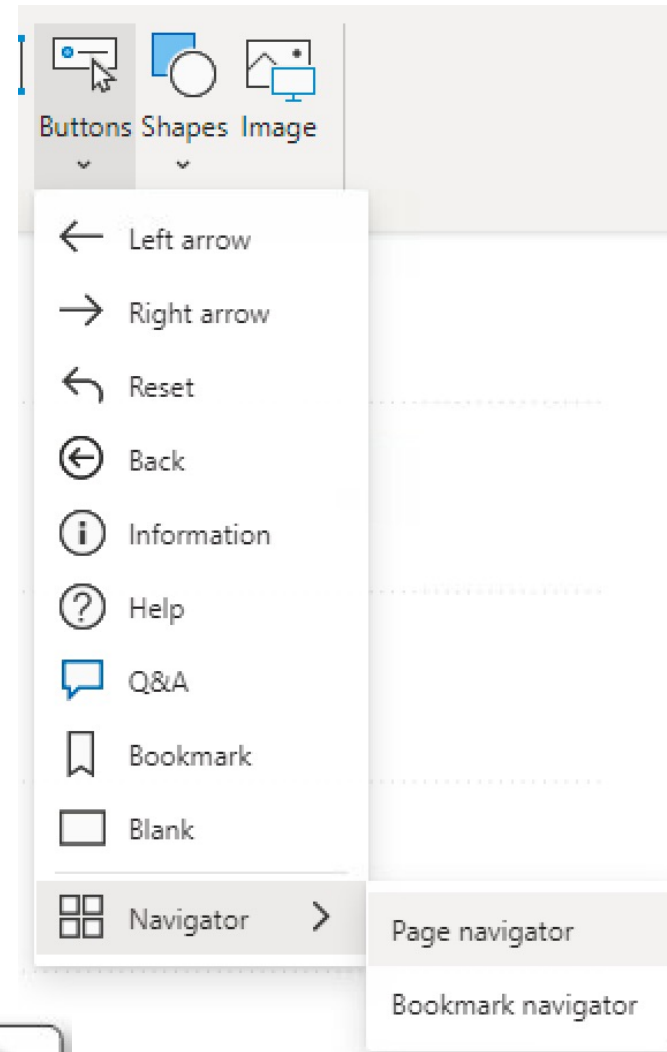 Buttons Shapes Image
Left arrow
Right arrow
Reset
Back
Information
Help
Q&A
Bookmark
Blank
Navigator
Page navigator
Bookmark navigator